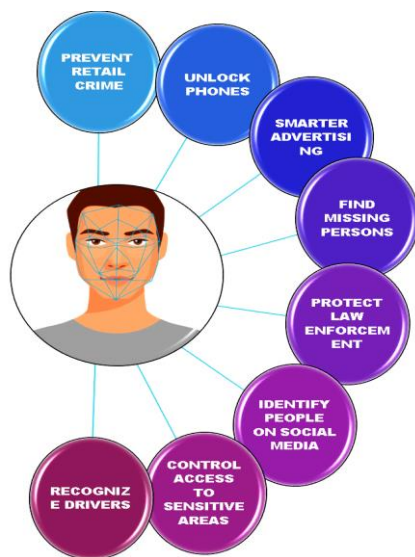 PREVENT
RETAIL
CRIME
UNLOCK
PHONES
SMARTER
ADVERTISI
NG
FIND
MISSING
PERSONS
PROTECT
LAW
ENFORCEM
ENT
IDENTIFY
PEOPLE
ON SOCIAL
MEDIA
CONTROL
ACCESS
TO
SENSITIVE
AREAS
RECOGNIZ
E DRIVERS